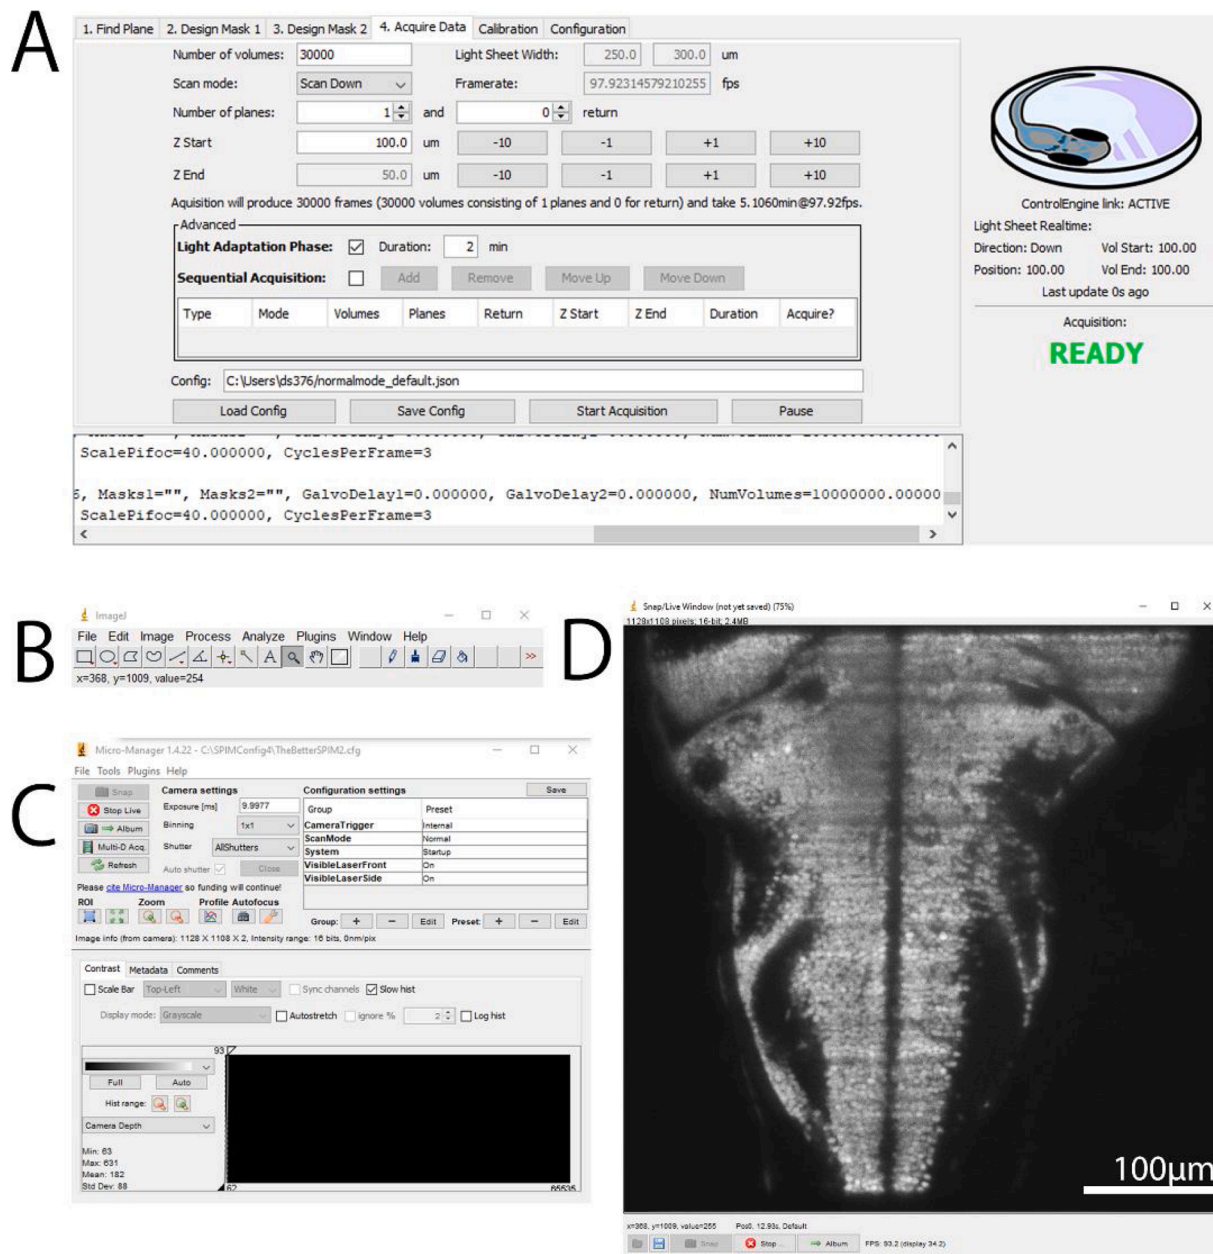 A
1. Find Plane 2. Design Mask 1 3. Design Mask 2 4. Acquire Data Calibration Configuration
Number of volumes: 30000 Light Sheet Width: 250.0 300.0 um
Scan mode: Scan Down Framerate: 97.92314579210255 fps
Number of planes: 1 and 0 return
Z Start 100.0 um -10 -1 +1 +10
Z End 50.0 um -10 -1 +1 +10
Aquisition will produce 30000 frames (30000 volumes consisting of 1 planes and 0 for return) and take 5.1060min@97.92fps.
Advanced
Light Adaptation Phase: Duration: 2 min
Sequential Acquisition: Add Remove Move Up Move Down
Type Mode Volumes Planes Return Z Start Z End Duration Acquire?
Config: C:\Users\ds376/normalmode_default.json
Load Config Save Config Start Acquisition Pause
ScalePifoc=40.000000, CyclesPerFrame=3
6, Masks1="", Masks2="", GalvoDelay1=0.000000, GalvoDelay2=0.000000, NumVolumes=10000000.00000
ScalePifoc=40.000000, CyclesPerFrame=3
ControlEngine link: ACTIVE
Light Sheet Realtime:
Direction: Down Vol Start: 100.00
Position: 100.00 Vol End: 100.00
Last update 0s ago
Acquisition:
READY
B
ImageJ
File Edit Image Process Analyze Plugins Window Help
A >>
x=368, y=1009, value=254
C
Micro-Manager 1.4.22 - C:\SPIMConfig4\TheBetterSPIM2.cfg
File Tools Plugins Help
Snap Camera settings Configuration settings Save
Stop Live Exposure [ms] 9.9977 Group Preset
Album Binning 1x1 CameraTrigger Internal
Multi-D Acq. Shutter AllShutters ScanMode Normal
Refresh Auto shutter Close System Startup
VisibleLaserFront On
VisibleLaserSide On
Please cite Micro-Manager so funding will continue!
ROI Zoom Profile Autofocus
Group: + − Edit Preset: + − Edit
Image info (from camera): 1128 X 1108 X 2, Intensity range: 16 bits, 0nm/pix
Contrast Metadata Comments
Scale Bar Top-Left White Sync channels Slow hist
Display mode: Grayscale Autostretch ignore % 2 Log hist
93
Full Auto
Hist range:
Camera Depth
Min: 63
Max: 631
Mean: 182
Std Dev: 88
62 65535
D
Snap/Live Window (not yet saved) (75%)
1128x1108 pixels; 16-bit; 2.4MB
100µm
x=368, y=1009, value=255 Pos0, 12.93s, Default
Snap Stop ... Album FPS: 93.2 (display 34.2)